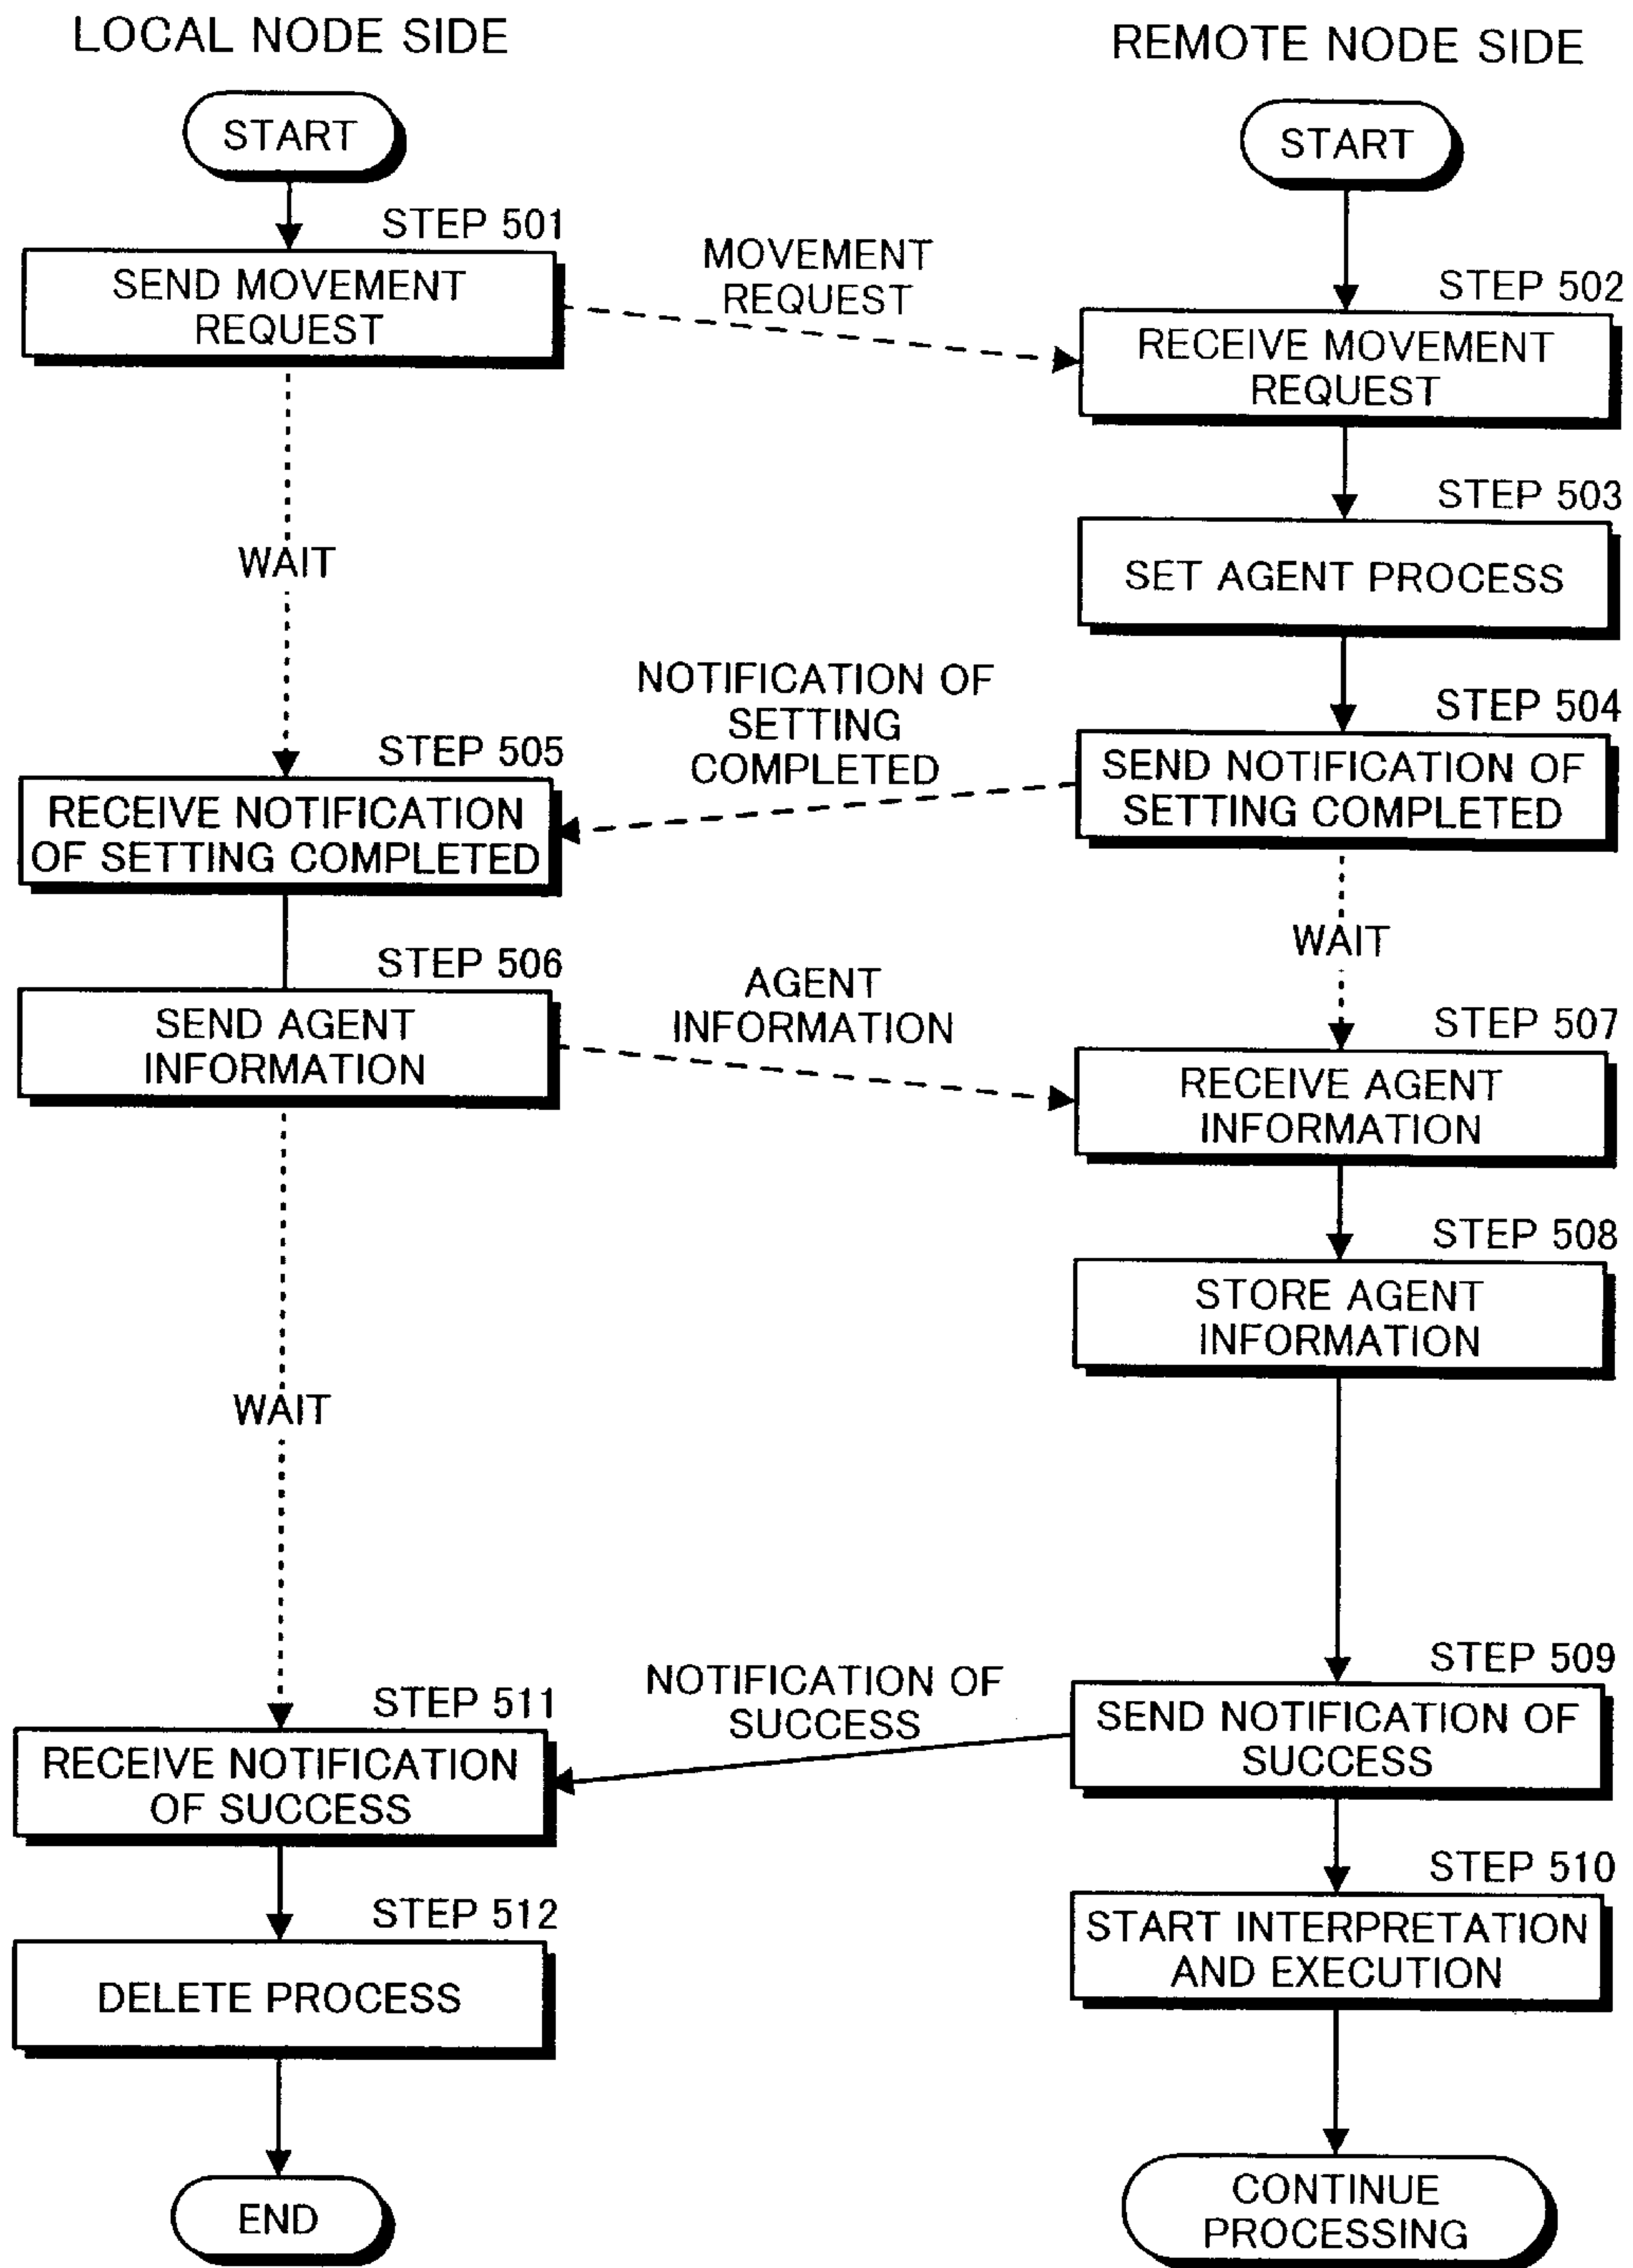 LOCAL NODE SIDE
REMOTE NODE SIDE
START
START
STEP 501
SEND MOVEMENT
REQUEST
MOVEMENT
REQUEST
STEP 502
RECEIVE MOVEMENT
REQUEST
WAIT
STEP 503
SET AGENT PROCESS
STEP 504
SEND NOTIFICATION OF
SETTING COMPLETED
NOTIFICATION OF
SETTING
COMPLETED
STEP 505
RECEIVE NOTIFICATION
OF SETTING COMPLETED
WAIT
STEP 506
SEND AGENT
INFORMATION
AGENT
INFORMATION
STEP 507
RECEIVE AGENT
INFORMATION
STEP 508
STORE AGENT
INFORMATION
WAIT
STEP 509
SEND NOTIFICATION OF
SUCCESS
NOTIFICATION OF
SUCCESS
STEP 511
RECEIVE NOTIFICATION
OF SUCCESS
STEP 510
START INTERPRETATION
AND EXECUTION
STEP 512
DELETE PROCESS
END
CONTINUE
PROCESSING